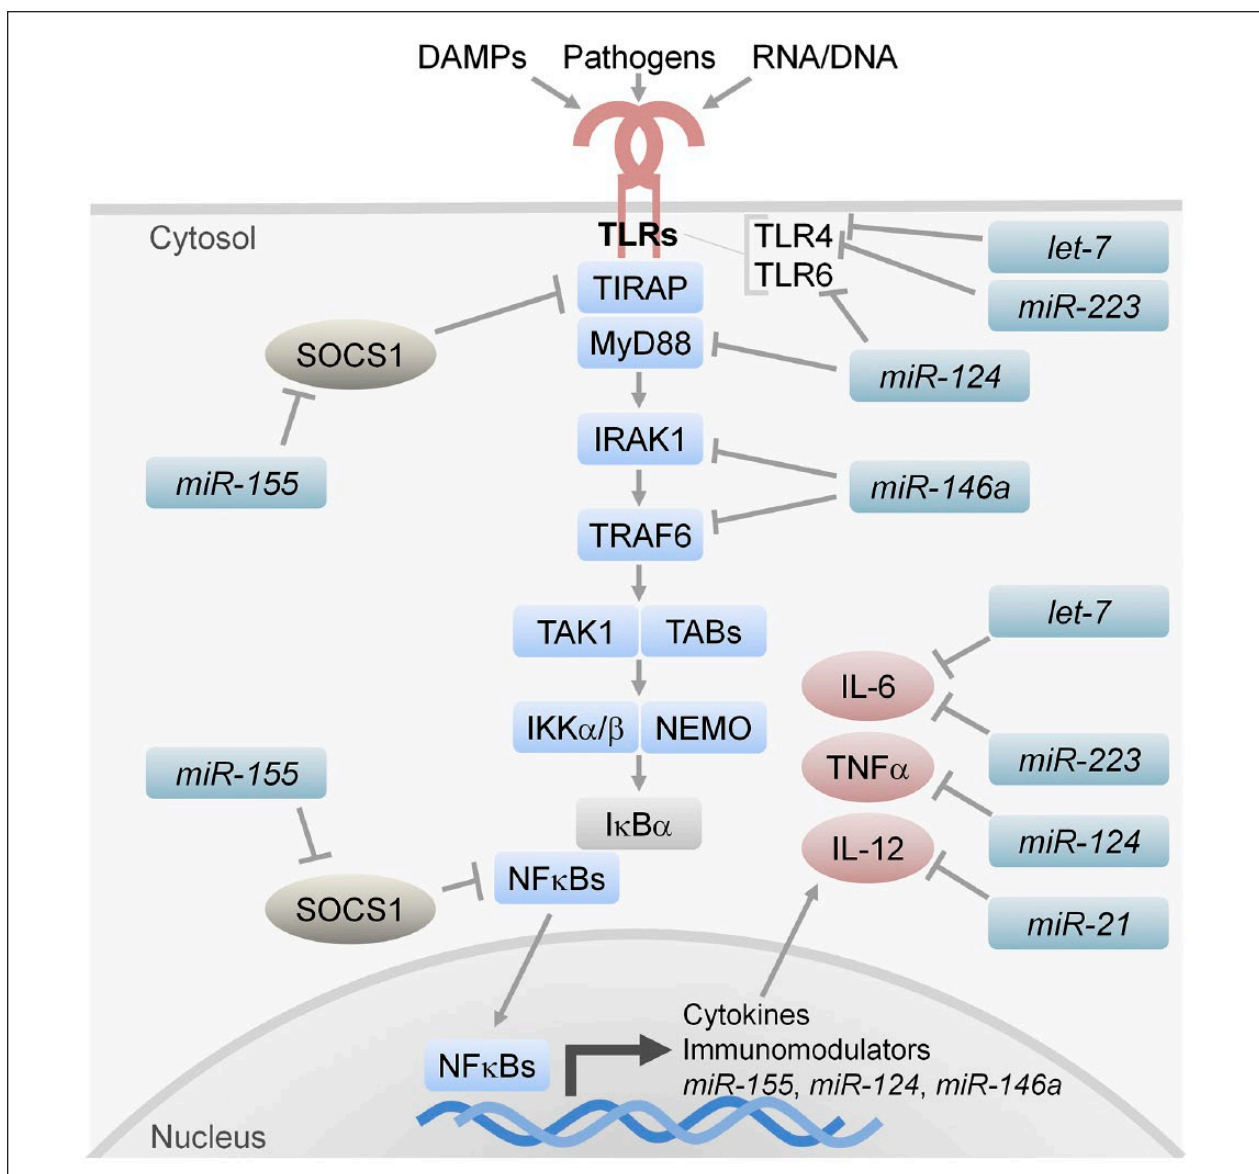 DAMPs Pathogens RNA/DNA
Cytosol
TLRs
TLR4
TLR6
let-7
miR-223
TIRAP
MyD88
SOCS1
miR-124
IRAK1
miR-155
miR-146a
TRAF6
let-7
TAK1 TABs
IL-6
IKKα/β NEMO
miR-155
TNFα
miR-223
IκBα
IL-12
miR-124
NFκBs
SOCS1
miR-21
Cytokines
Immunomodulators
miR-155, miR-124, miR-146a
NFκBs
Nucleus